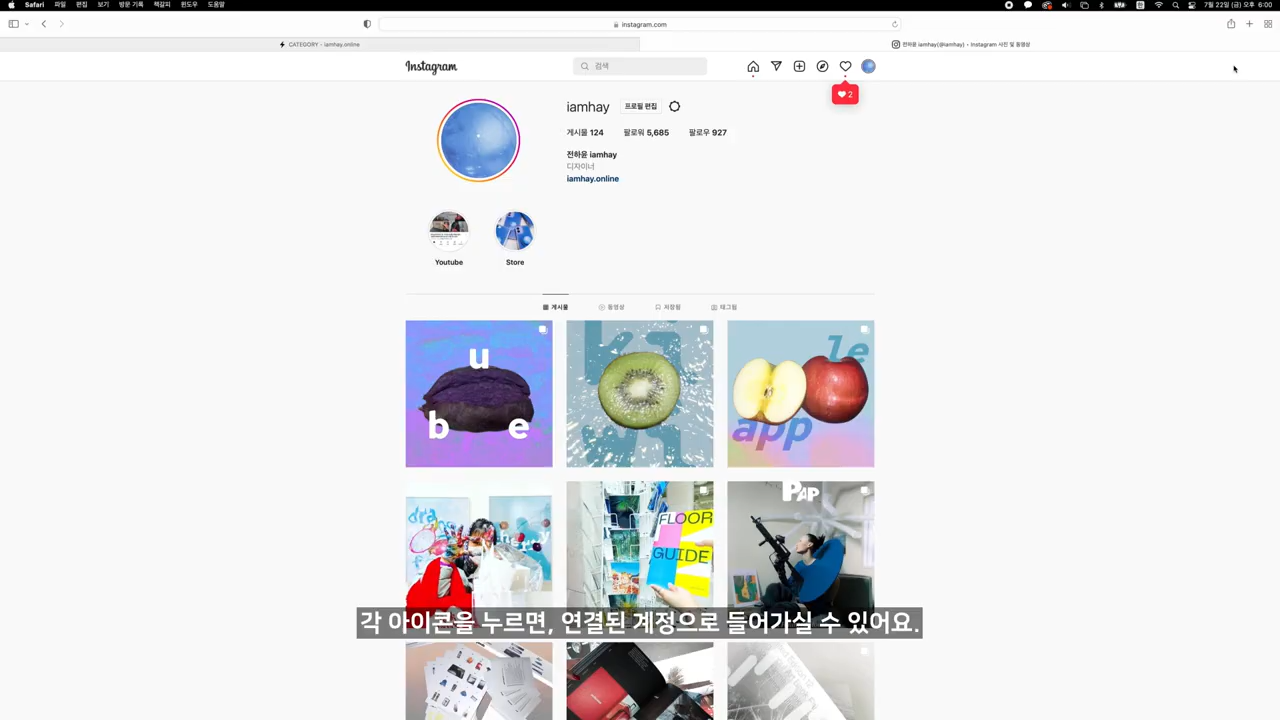 Safari 파일 편집 보기 방문 기록 책갈피 윈도우 도움말 7월 22일 (금) 오후 6:00
instagram.com
CATEGORY - iamhay.online
전하윤 iamhay(@iamhay) • Instagram 사진 및 동영상
Instagram
검색
2
iamhay 프로필 편집
게시물 124 팔로워 5,685 팔로우 927
전하윤 iamhay
디자이너
iamhay.online
Youtube
Store
게시물 동영상 저장됨 태그됨
u
b e
ki
wi
le
app
FLOOR
GUIDE
PAP
각 아이콘을 누르면, 연결된 계정으로 들어가실 수 있어요.